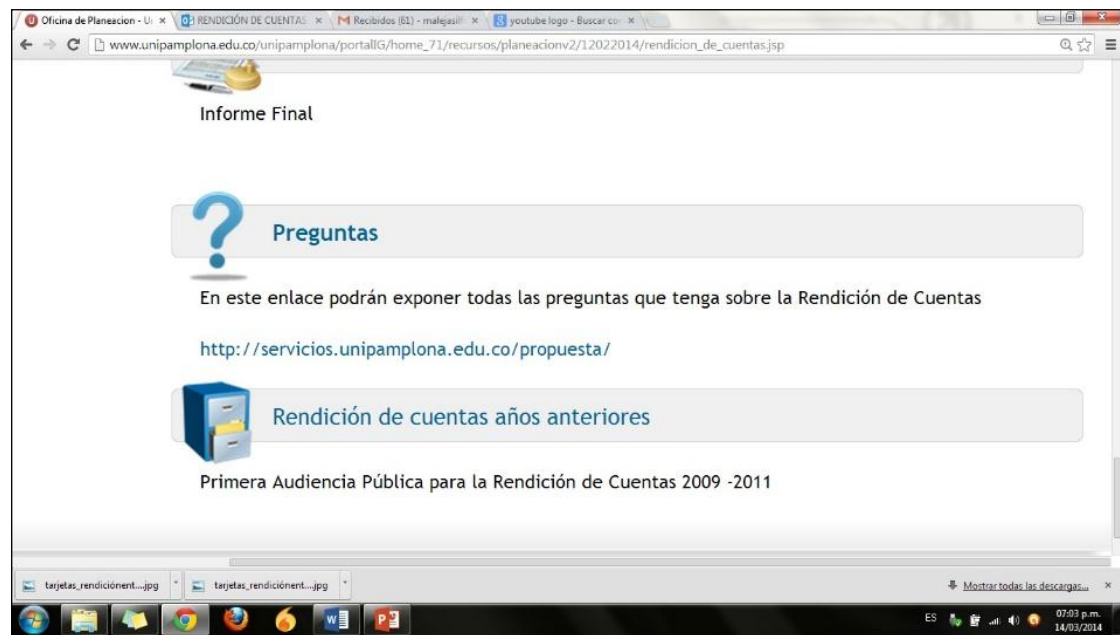 Oficina de Planeacion - U
RENDICIÓN DE CUENTAS
Recibidos (61) - malejasil
youtube logo - Buscar con
www.unipamplona.edu.co/unipamplona/portalIG/home_71/recursos/planeacionv2/12022014/rendicion_de_cuentas.jsp
Informe Final
Preguntas
En este enlace podrán exponer todas las preguntas que tenga sobre la Rendición de Cuentas
http://servicios.unipamplona.edu.co/propuesta/
Rendición de cuentas años anteriores
Primera Audiencia Pública para la Rendición de Cuentas 2009 -2011
tarjetas_rendiciónent....jpg
tarjetas_rendiciónent....jpg
Mostrar todas las descargas...
ES
07:03 p.m.
14/03/2014